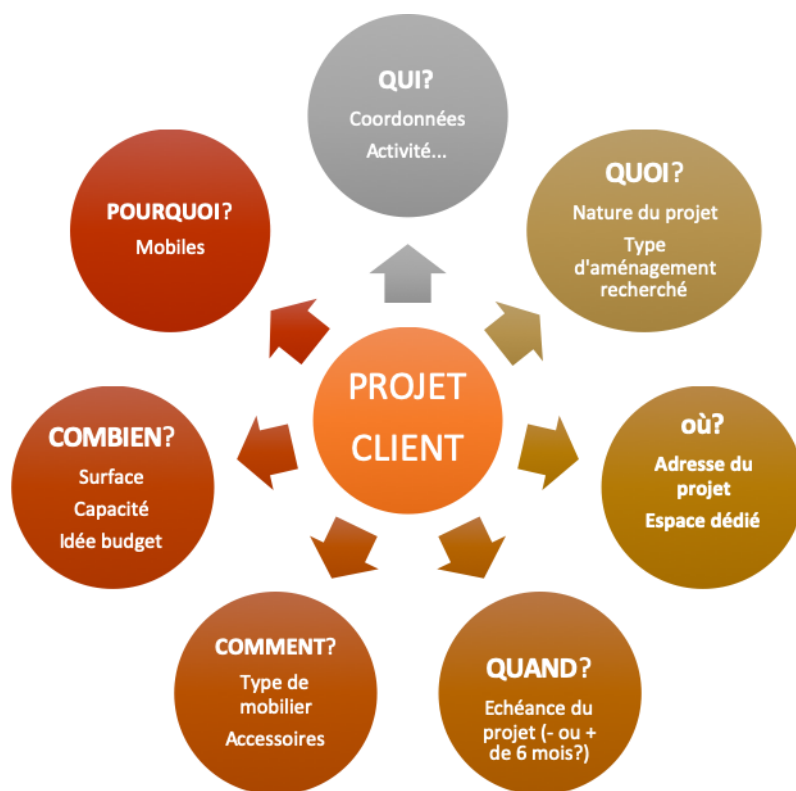 QUI?
Coordonnées
Activité...
QUOI?
Nature du projet
Type
d'aménagement
recherché
où?
Adresse du
projet
Espace dédié
QUAND?
Echéance du
projet (- ou +
de 6 mois?)
COMMENT?
Type de
mobilier
Accessoires
COMBIEN?
Surface
Capacité
Idée budget
POURQUOI?
Mobiles
PROJET
CLIENT